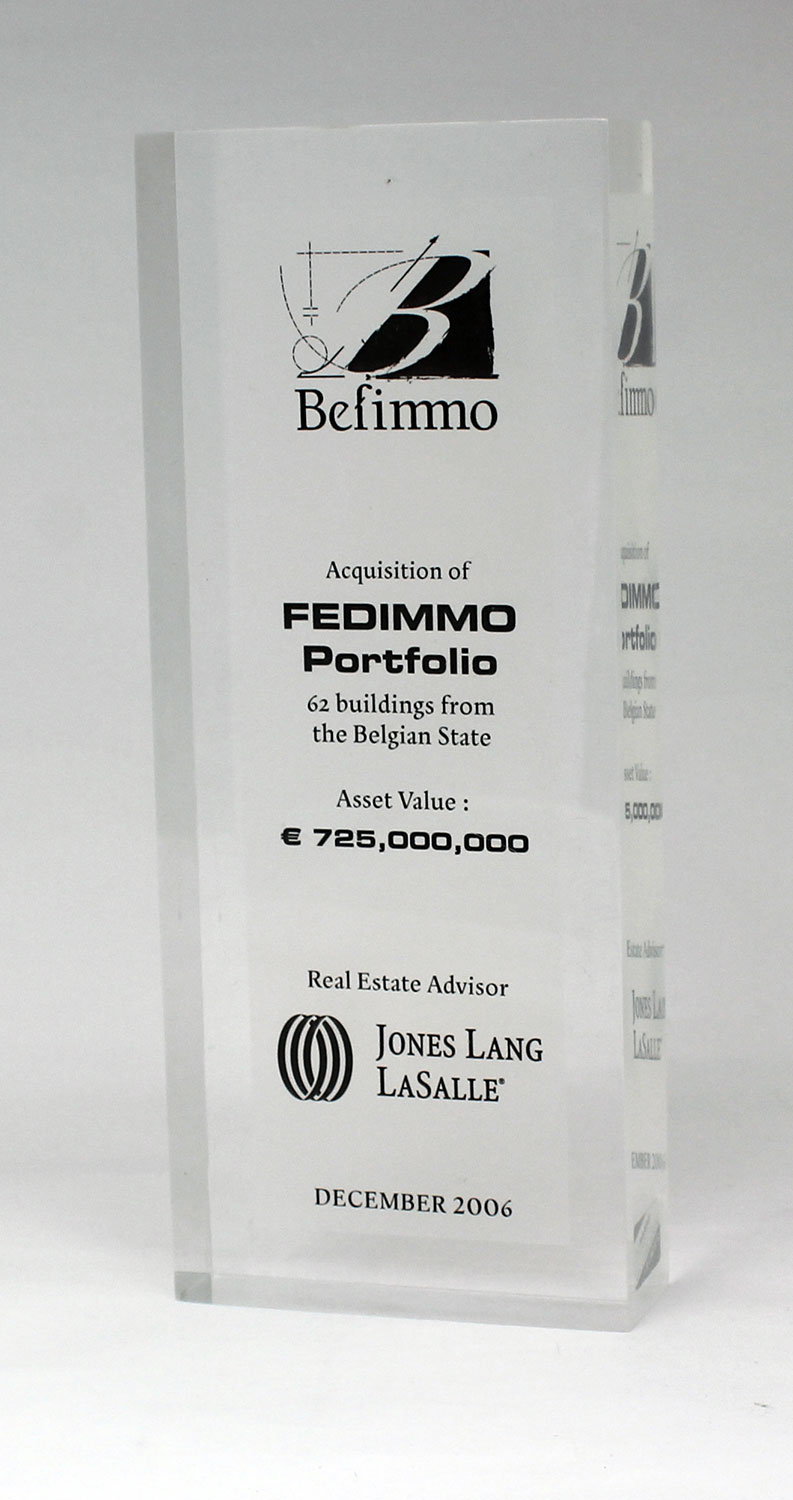 Befimmo
Acquisition of
FEDIMMO
Portfolio
62 buildings from
the Belgian State
Asset Value :
€ 725,000,000
Real Estate Advisor
JONES LANG
LASALLE®
DECEMBER 2006